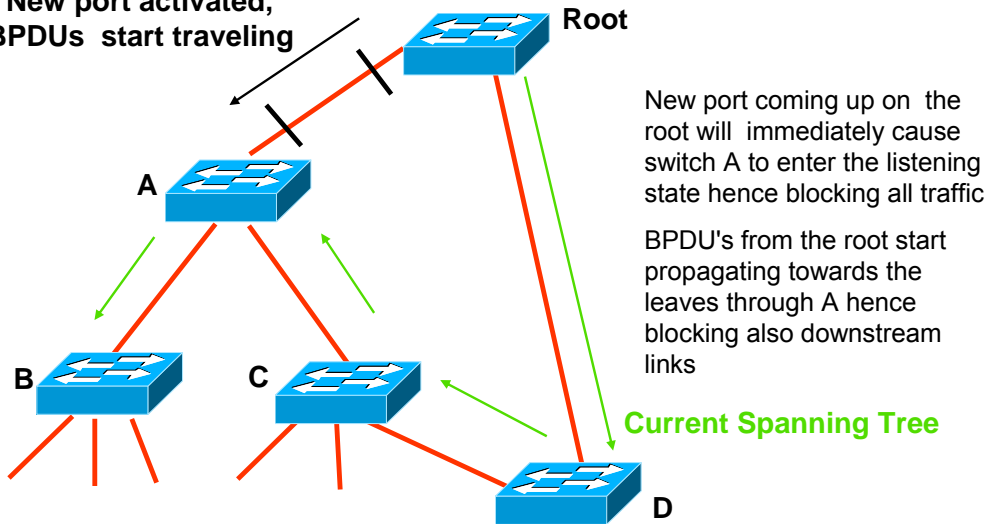 New port activated,
BPDUs start traveling
Root
New port coming up on the
root will immediately cause
switch A to enter the listening
state hence blocking all traffic
A
BPDU's from the root start
propagating towards the
leaves through A hence
blocking also downstream
links
B
C
Current Spanning Tree
D